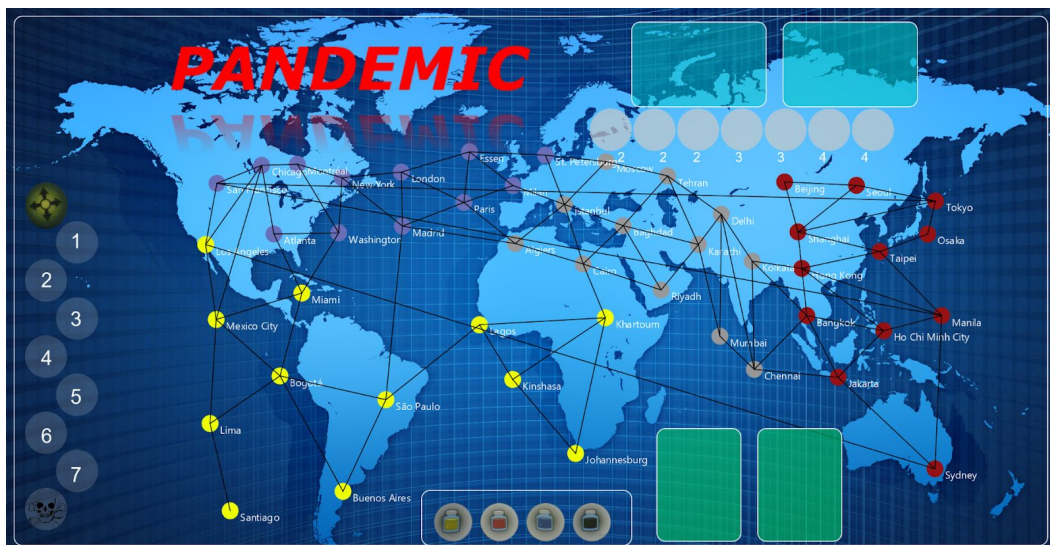 PANDEMIC
2 2 2 3 3 4 4
Essen
St. Petersburg
Moscow
Chicago
Montréal
London
Tehran
San Francisco
New York
Milan
Beijing
Seoul
Paris
Istanbul
Tokyo
Delhi
Atlanta
Washington
Madrid
Baghdad
Shanghai
Osaka
1
Los Angeles
Algiers
Karachi
Taipei
Cairo
Kolkata
Hong Kong
2
Miami
Riyadh
3
Mexico City
Lagos
Khartoum
Bangkok
Manila
Mumbai
Ho Chi Minh City
4
Bogotá
Kinshasa
Chennai
Jakarta
5
São Paulo
Lima
6
Johannesburg
7
Sydney
Buenos Aires
Santiago